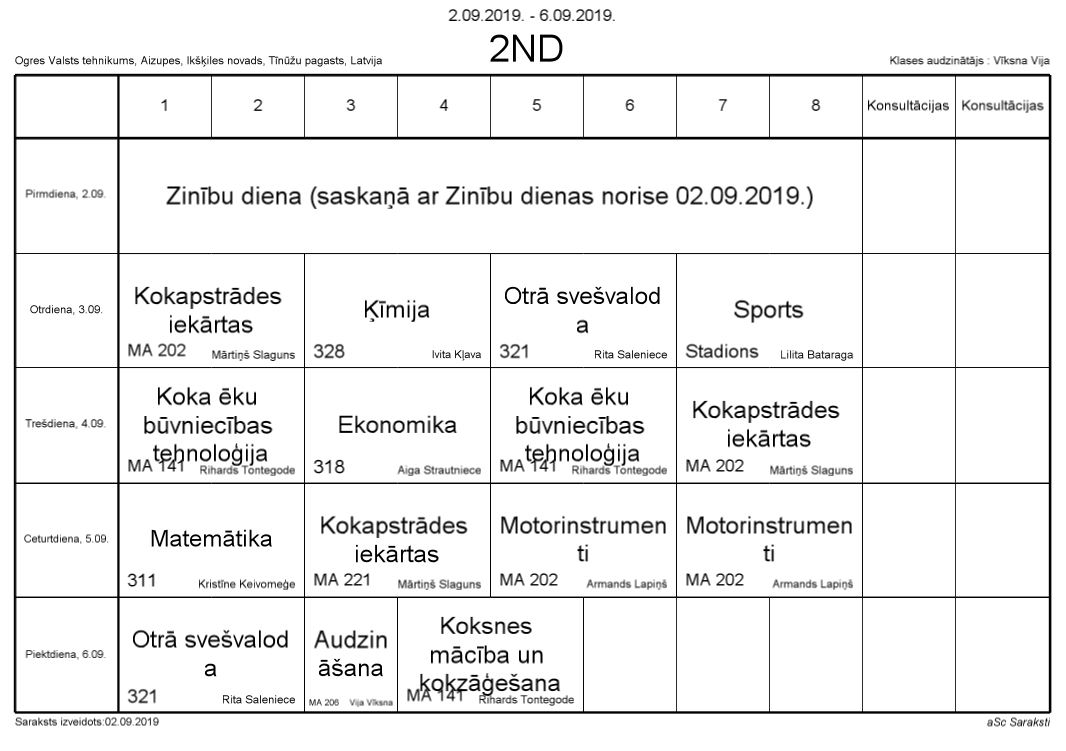 2.09.2019. - 6.09.2019.
2ND
Ogres Valsts tehnikums, Aizupes, Ikšķiles novads, Tīnūžu pagasts, Latvija
Klases audzinātājs : Vīksna Vija
1 2 3 4 5 6 7 8 Konsultācijas Konsultācijas
Pirmdiena, 2.09.
Zinību diena (saskaņā ar Zinību dienas norise 02.09.2019.)
Otrdiena, 3.09.
Kokapstrādes
iekārtas
MA 202 Mārtiņš Slaguns
Ķīmija
328 Ivita Kļava
Otrā svešvalod
a
321 Rita Saleniece
Sports
Stadions Lilita Bataraga
Trešdiena, 4.09.
Koka ēku
būvniecības
tehnoloģija
MA 141 Rihards Tontegode
Ekonomika
318 Aiga Strautniece
Koka ēku
būvniecības
tehnoloģija
MA 141 Rihards Tontegode
Kokapstrādes
iekārtas
MA 202 Mārtiņš Slaguns
Ceturtdiena, 5.09.
Matemātika
311 Kristīne Keivomeģe
Kokapstrādes
iekārtas
MA 221 Mārtiņš Slaguns
Motorinstrumen
ti
MA 202 Armands Lapiņš
Motorinstrumen
ti
MA 202 Armands Lapiņš
Piektdiena, 6.09.
Otrā svešvalod
a
321 Rita Saleniece
Audzin
āšana
MA 206 Vija Vīksna
Koksnes
mācība un
kokzāģešana
MA 141 Rihards Tontegode
Saraksts izveidots:02.09.2019
aSc Saraksti